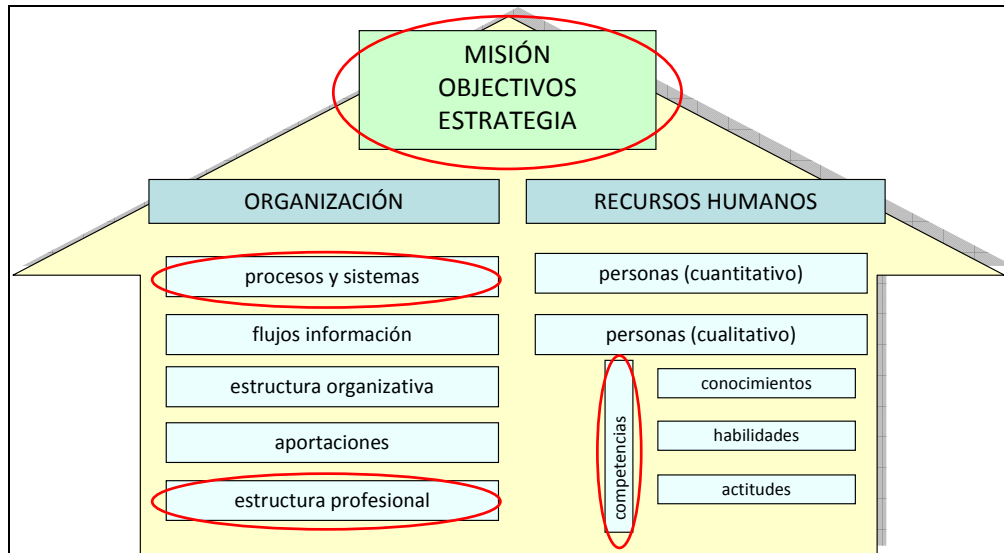 MISIÓN
OBJECTIVOS
ESTRATEGIA
ORGANIZACIÓN
RECURSOS HUMANOS
procesos y sistemas
flujos información
estructura organizativa
aportaciones
estructura profesional
personas (cuantitativo)
personas (cualitativo)
competencias
conocimientos
habilidades
actitudes